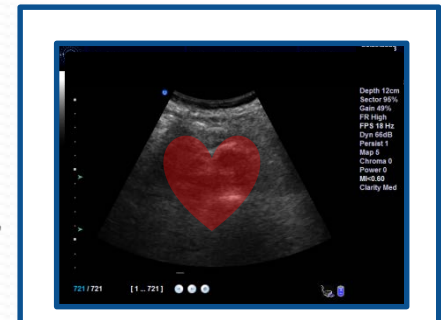 Depth 12cm
Sector 95%
Gain 49%
FR High
FPS 18 Hz
Dyn 66dB
Persist 1
Map 5
Chroma 0
Power 0
MI<0.60
Clarity Med
721 / 721 [ 1 ... 721 ]